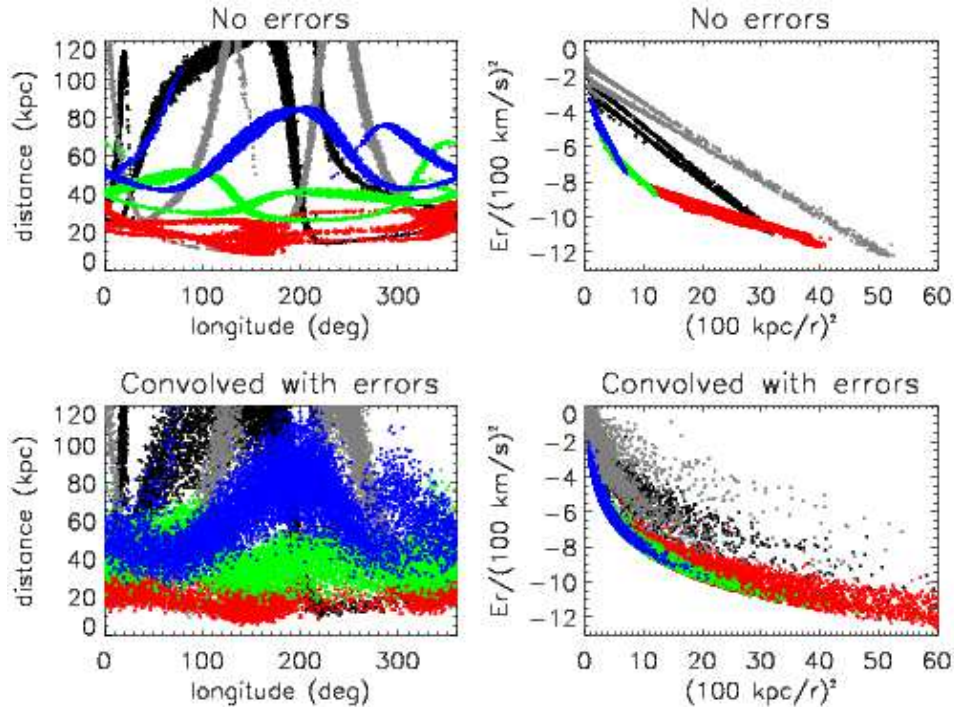 No errors
distance (kpc)
120
100
80
60
40
20
0
0 100 200 300
longitude (deg)
No errors
Er/(100 km/s)²
0
−2
−4
−6
−8
−10
−12
0 10 20 30 40 50 60
(100 kpc/r)²
Convolved with errors
distance (kpc)
120
100
80
60
40
20
0
0 100 200 300
longitude (deg)
Convolved with errors
Er/(100 km/s)²
0
−2
−4
−6
−8
−10
−12
0 10 20 30 40 50 60
(100 kpc/r)²